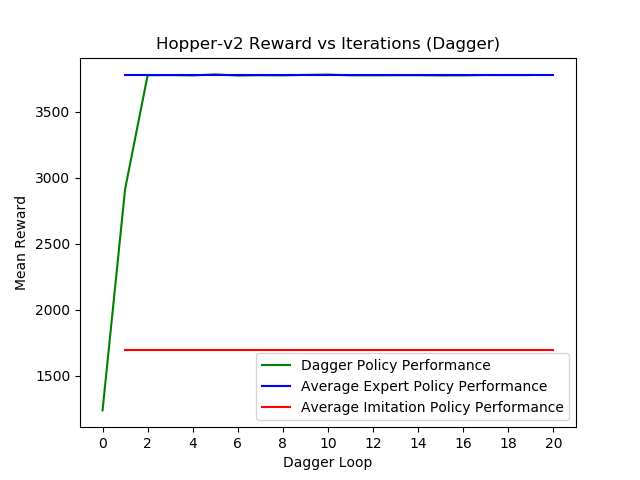 Hopper-v2 Reward vs Iterations (Dagger)
Mean Reward
3500
3000
2500
2000
1500
Dagger Policy Performance
Average Expert Policy Performance
Average Imitation Policy Performance
0 2 4 6 8 10 12 14 16 18 20
Dagger Loop